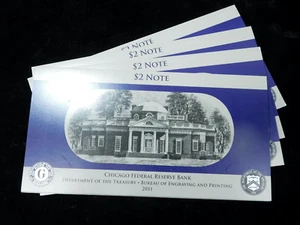 $2 NOTE
$2 NOTE
$2 NOTE
$2 NOTE
CHICAGO FEDERAL RESERVE BANK
DEPARTMENT OF THE TREASURY • BUREAU OF ENGRAVING AND PRINTING
2011
G